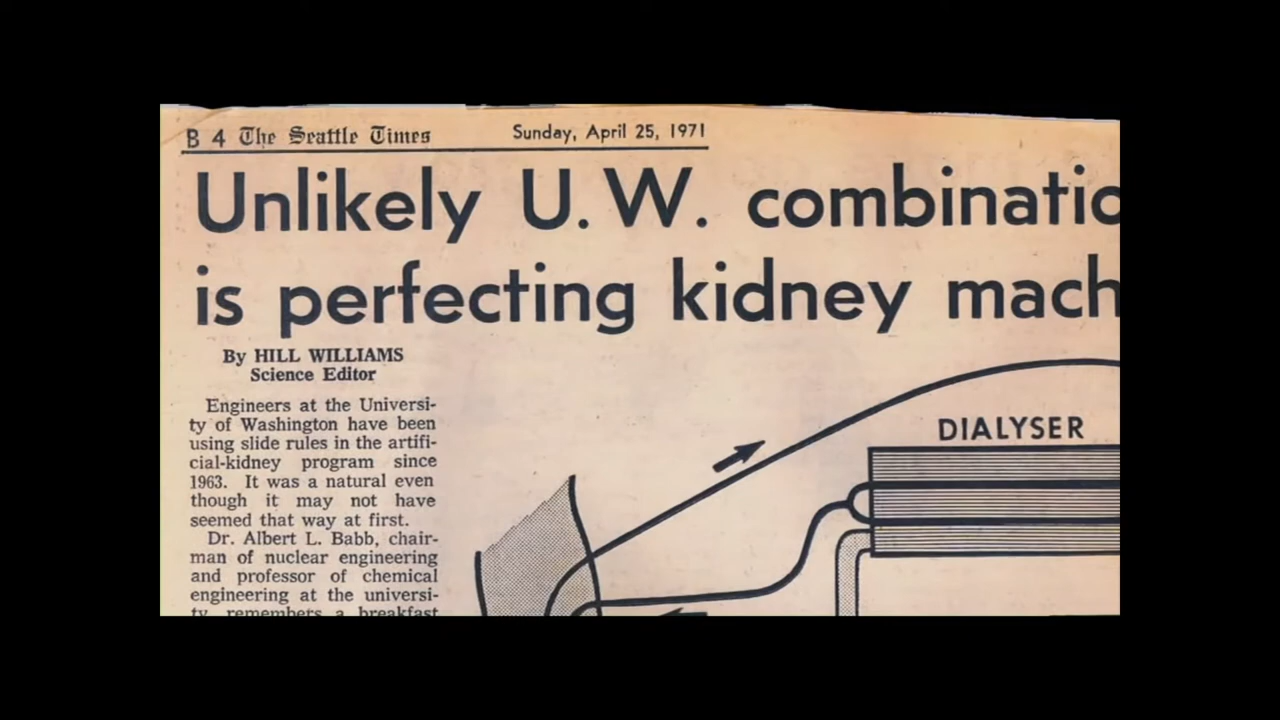 B 4 The Seattle Times Sunday, April 25, 1971
Unlikely U. W. combinatio
is perfecting kidney mach
By HILL WILLIAMS
Science Editor
Engineers at the Universi-
ty of Washington have been
using slide rules in the artifi-
cial-kidney program since
1963. It was a natural even
though it may not have
seemed that way at first.
Dr. Albert L. Babb, chair-
man of nuclear engineering
and professor of chemical
engineering at the universi-
ty, remembers a breakfast
DIALYSER